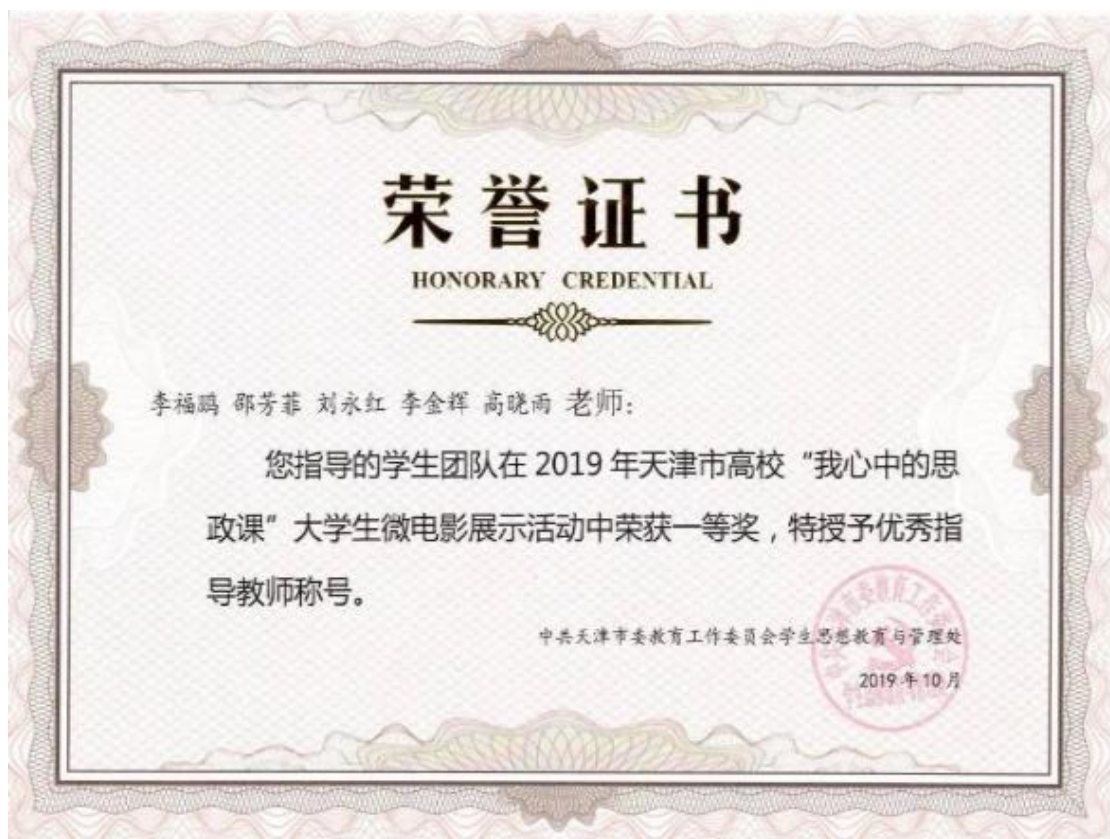 荣誉证书
HONORARY CREDENTIAL
李福鹏 邵芳菲 刘永红 李金辉 高晓雨 老师:
您指导的学生团队在 2019 年天津市高校“我心中的思
政课”大学生微电影展示活动中荣获一等奖，特授予优秀指
导教师称号。
中共天津市委教育工作委员会学生思想教育与管理处
2019 年 10 月